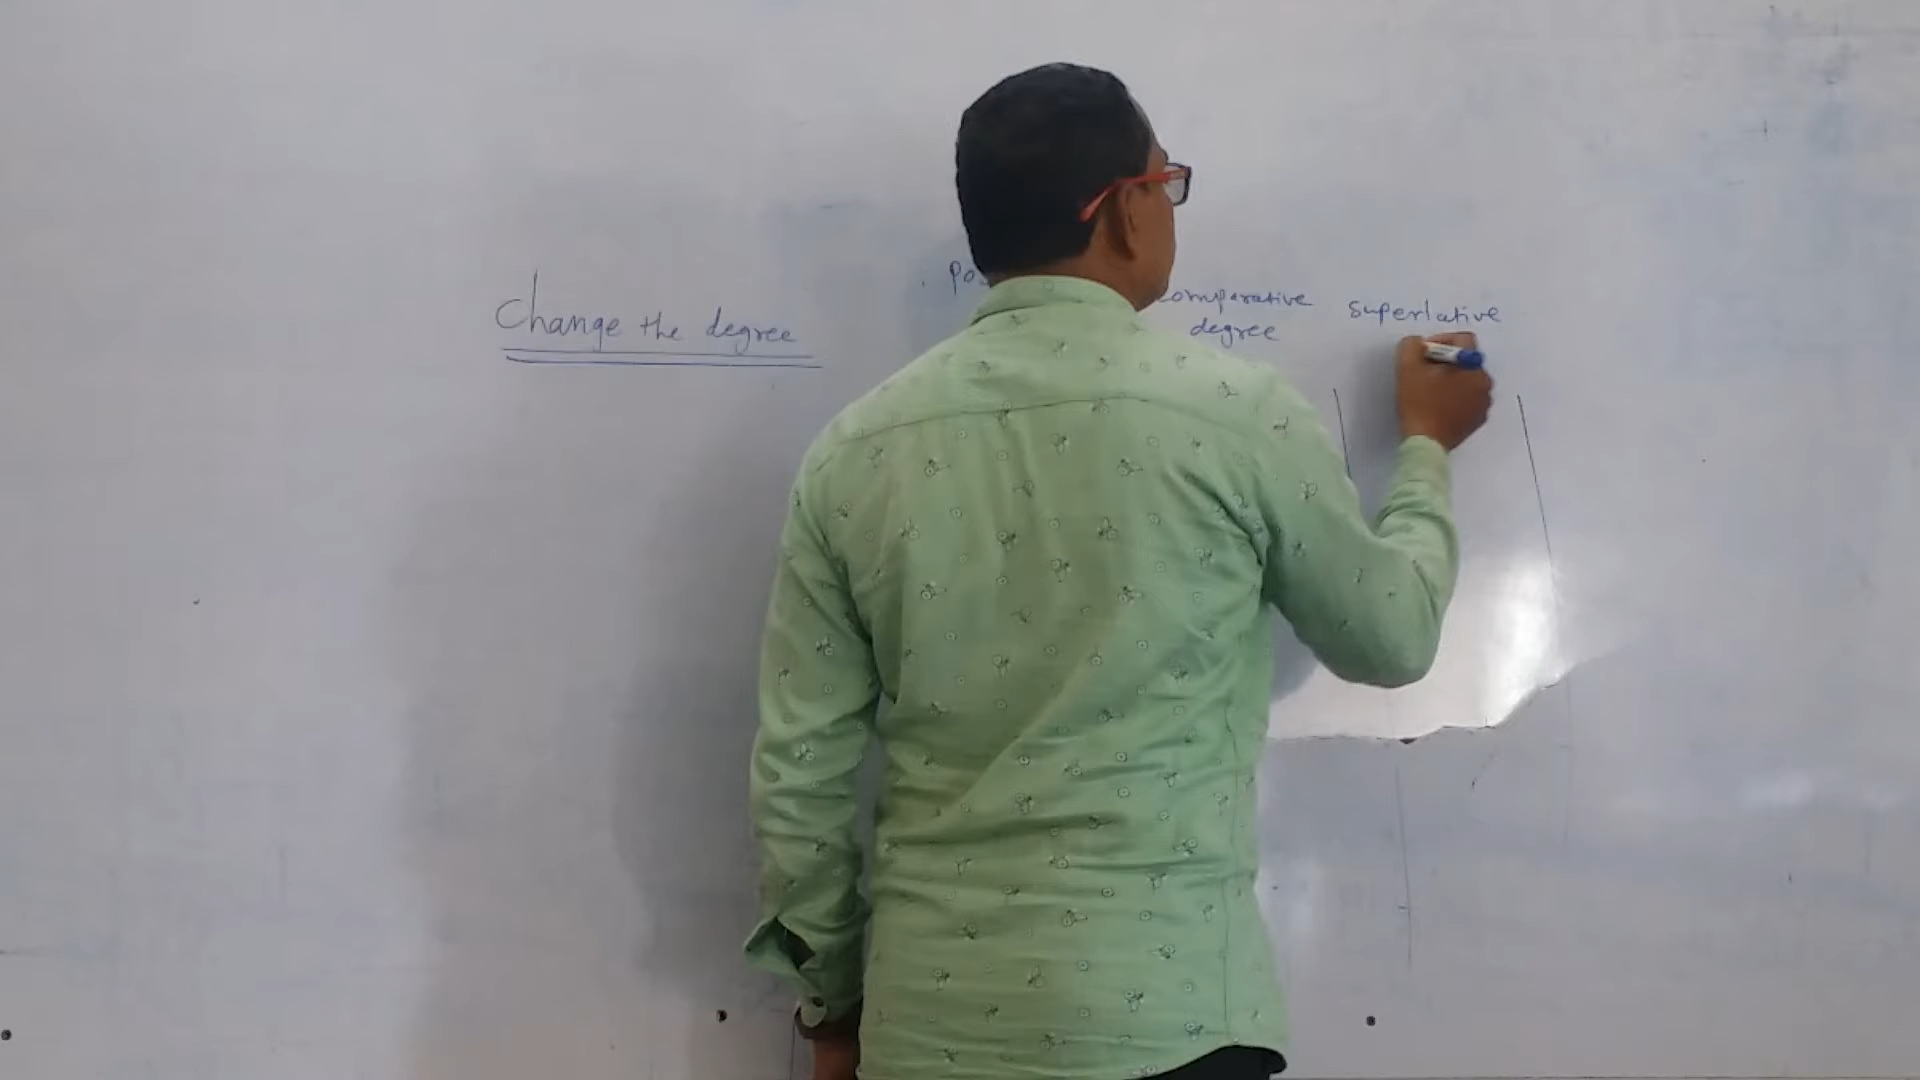 Change the degree
comparative
degree
superlative